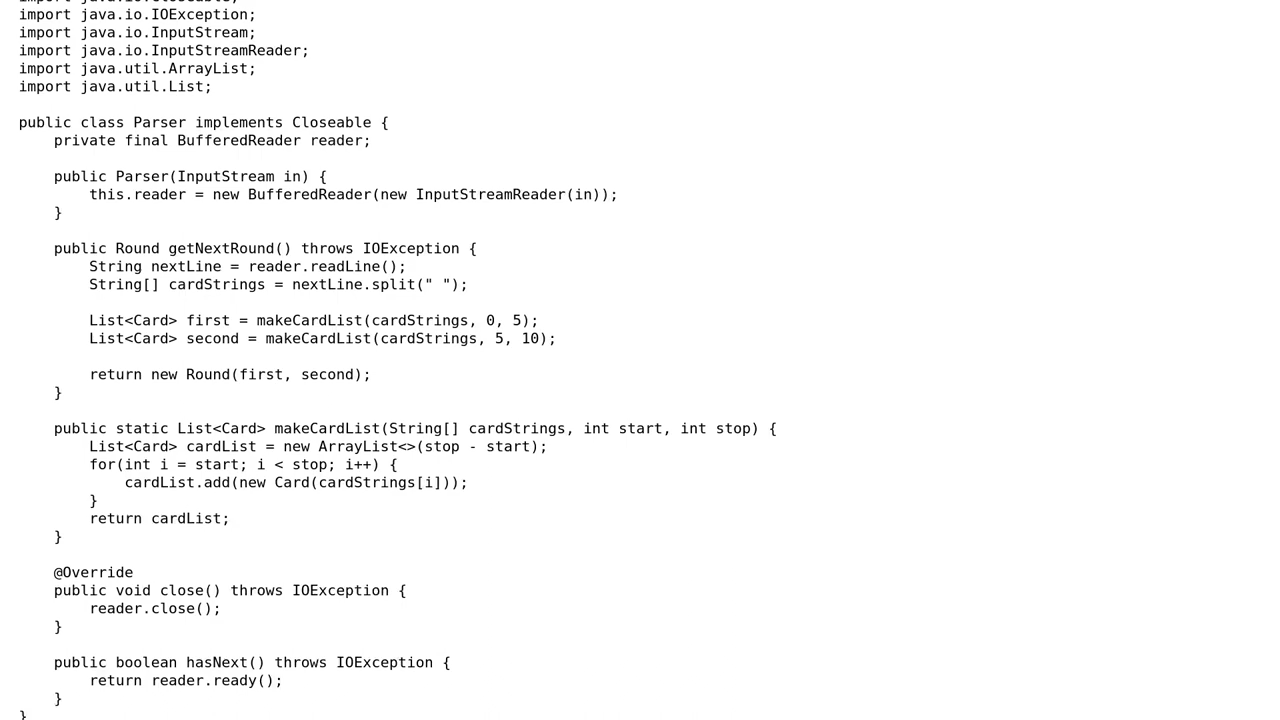 import java.io.Closeable;
import java.io.IOException;
import java.io.InputStream;
import java.io.InputStreamReader;
import java.util.ArrayList;
import java.util.List;

public class Parser implements Closeable {
    private final BufferedReader reader;

    public Parser(InputStream in) {
        this.reader = new BufferedReader(new InputStreamReader(in));
    }

    public Round getNextRound() throws IOException {
        String nextLine = reader.readLine();
        String[] cardStrings = nextLine.split(" ");

        List<Card> first = makeCardList(cardStrings, 0, 5);
        List<Card> second = makeCardList(cardStrings, 5, 10);

        return new Round(first, second);
    }

    public static List<Card> makeCardList(String[] cardStrings, int start, int stop) {
        List<Card> cardList = new ArrayList<>(stop - start);
        for(int i = start; i < stop; i++) {
            cardList.add(new Card(cardStrings[i]));
        }
        return cardList;
    }

    @Override
    public void close() throws IOException {
        reader.close();
    }

    public boolean hasNext() throws IOException {
        return reader.ready();
    }
}